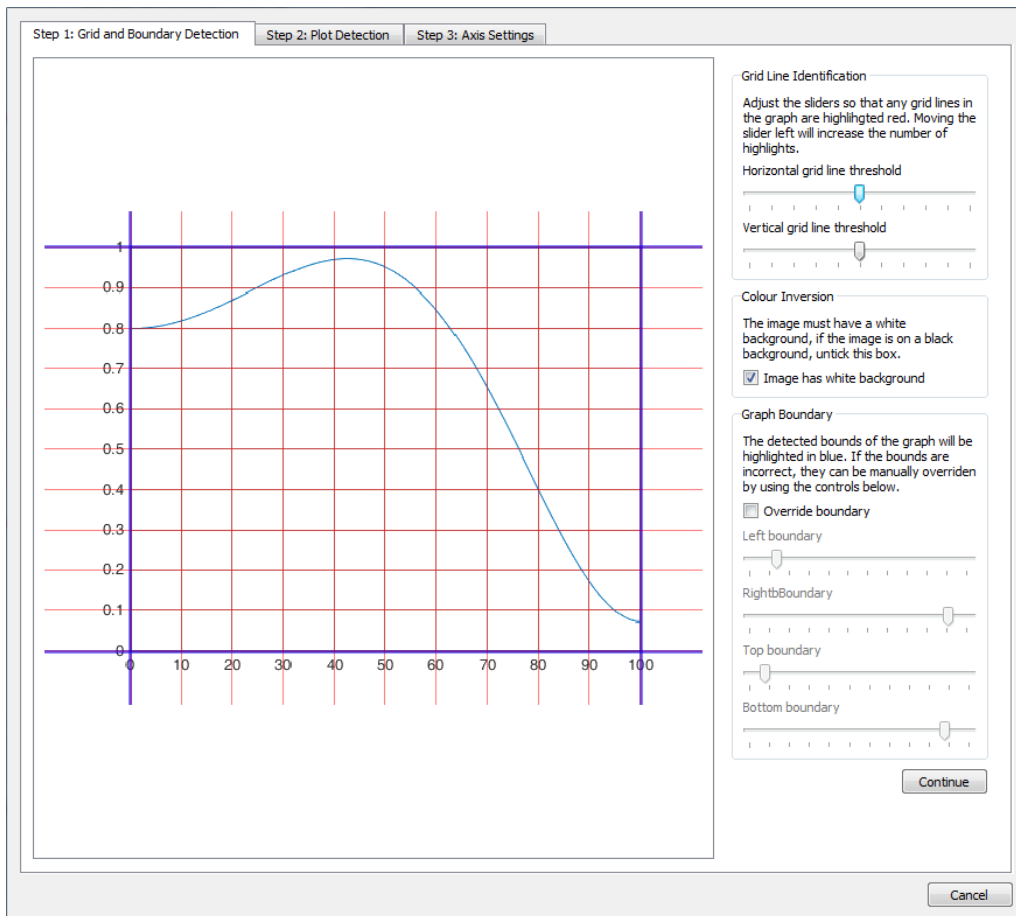 Step 1: Grid and Boundary Detection
Step 2: Plot Detection
Step 3: Axis Settings
1
0.9
0.8
0.7
0.6
0.5
0.4
0.3
0.2
0.1
0
0 10 20 30 40 50 60 70 80 90 100
Grid Line Identification
Adjust the sliders so that any grid lines in
the graph are highlihgted red. Moving the
slider left will increase the number of
highlights.
Horizontal grid line threshold
Vertical grid line threshold
Colour Inversion
The image must have a white
background, if the image is on a black
background, untick this box.
Image has white background
Graph Boundary
The detected bounds of the graph will be
highlighted in blue. If the bounds are
incorrect, they can be manually overriden
by using the controls below.
Override boundary
Left boundary
RightbBoundary
Top boundary
Bottom boundary
Continue
Cancel